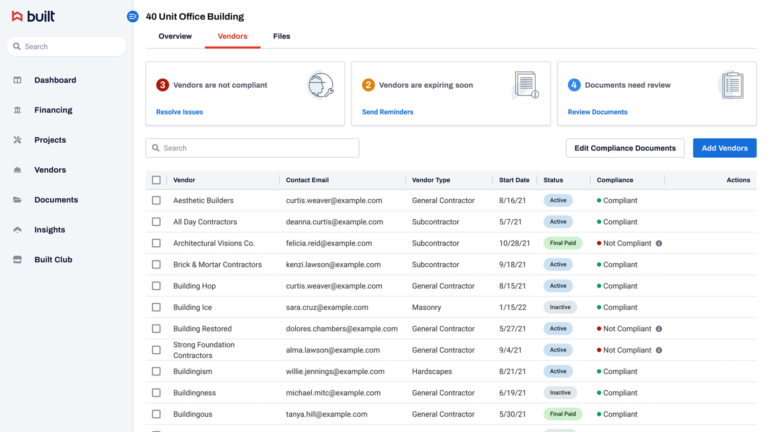 built
40 Unit Office Building
Search
Overview Vendors Files
Dashboard
Financing
Projects
Vendors
Documents
Insights
Built Club
3 Vendors are not compliant
Resolve Issues
2 Vendors are expiring soon
Send Reminders
4 Documents need review
Review Documents
Search
Edit Compliance Documents
Add Vendors
Vendor Contact Email Vendor Type Start Date Status Compliance Actions
Aesthetic Builders curtis.weaver@example.com General Contractor 8/16/21 Active Compliant
All Day Contractors deanna.curtis@example.com Subcontractor 5/7/21 Active Compliant
Architectural Visions Co. felicia.reid@example.com Subcontractor 10/28/21 Final Paid Not Compliant
Brick & Mortar Contractors kenzi.lawson@example.com Subcontractor 9/18/21 Active Compliant
Building Hop curtis.weaver@example.com General Contractor 8/15/21 Active Compliant
Building Ice sara.cruz@example.com Masonry 1/15/22 Inactive Compliant
Building Restored dolores.chambers@example.com General Contractor 5/27/21 Active Not Compliant
Strong Foundation
Contractors alma.lawson@example.com General Contractor 9/4/21 Active Not Compliant
Buildingism willie.jennings@example.com Hardscapes 8/21/21 Active Compliant
Buildingness michael.mitc@example.com General Contractor 6/19/21 Inactive Compliant
Buildingous tanya.hill@example.com General Contractor 5/30/21 Final Paid Compliant